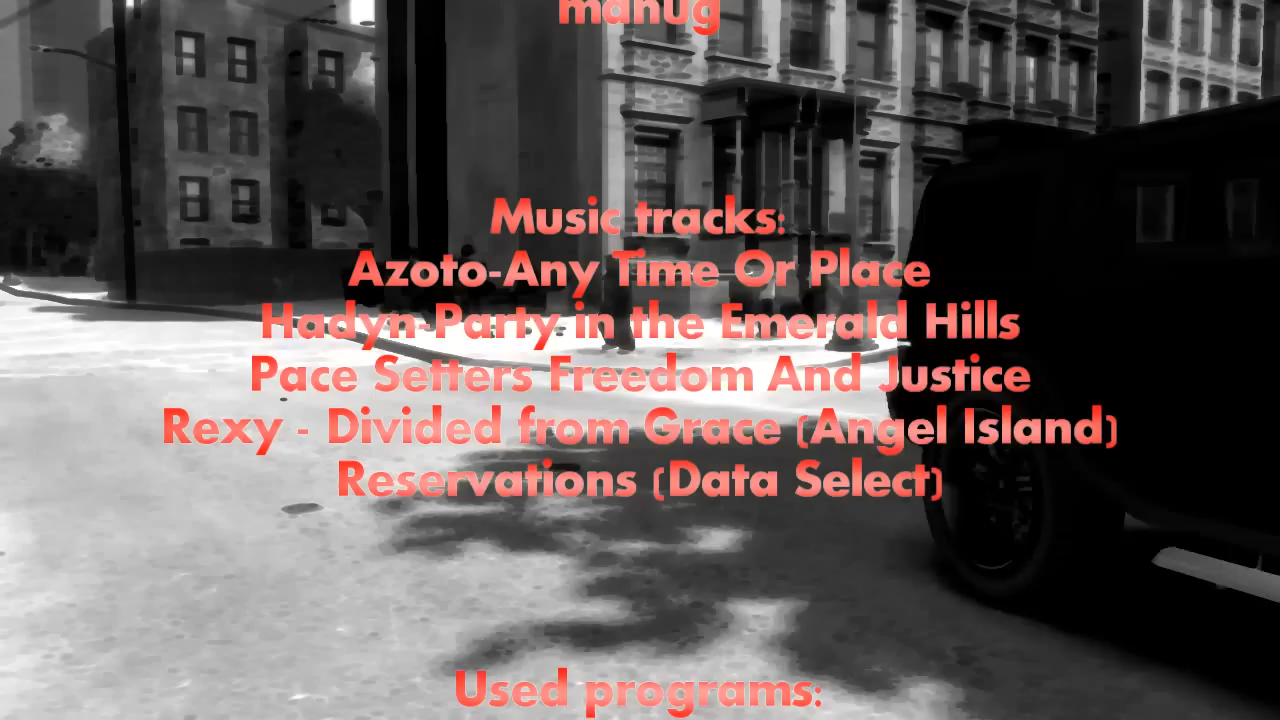 manug
Music tracks:
Azoto-Any Time Or Place
Hadyn-Party in the Emerald Hills
Pace Setters Freedom And Justice
Rexy - Divided from Grace (Angel Island)
Reservations (Data Select)
Used programs: